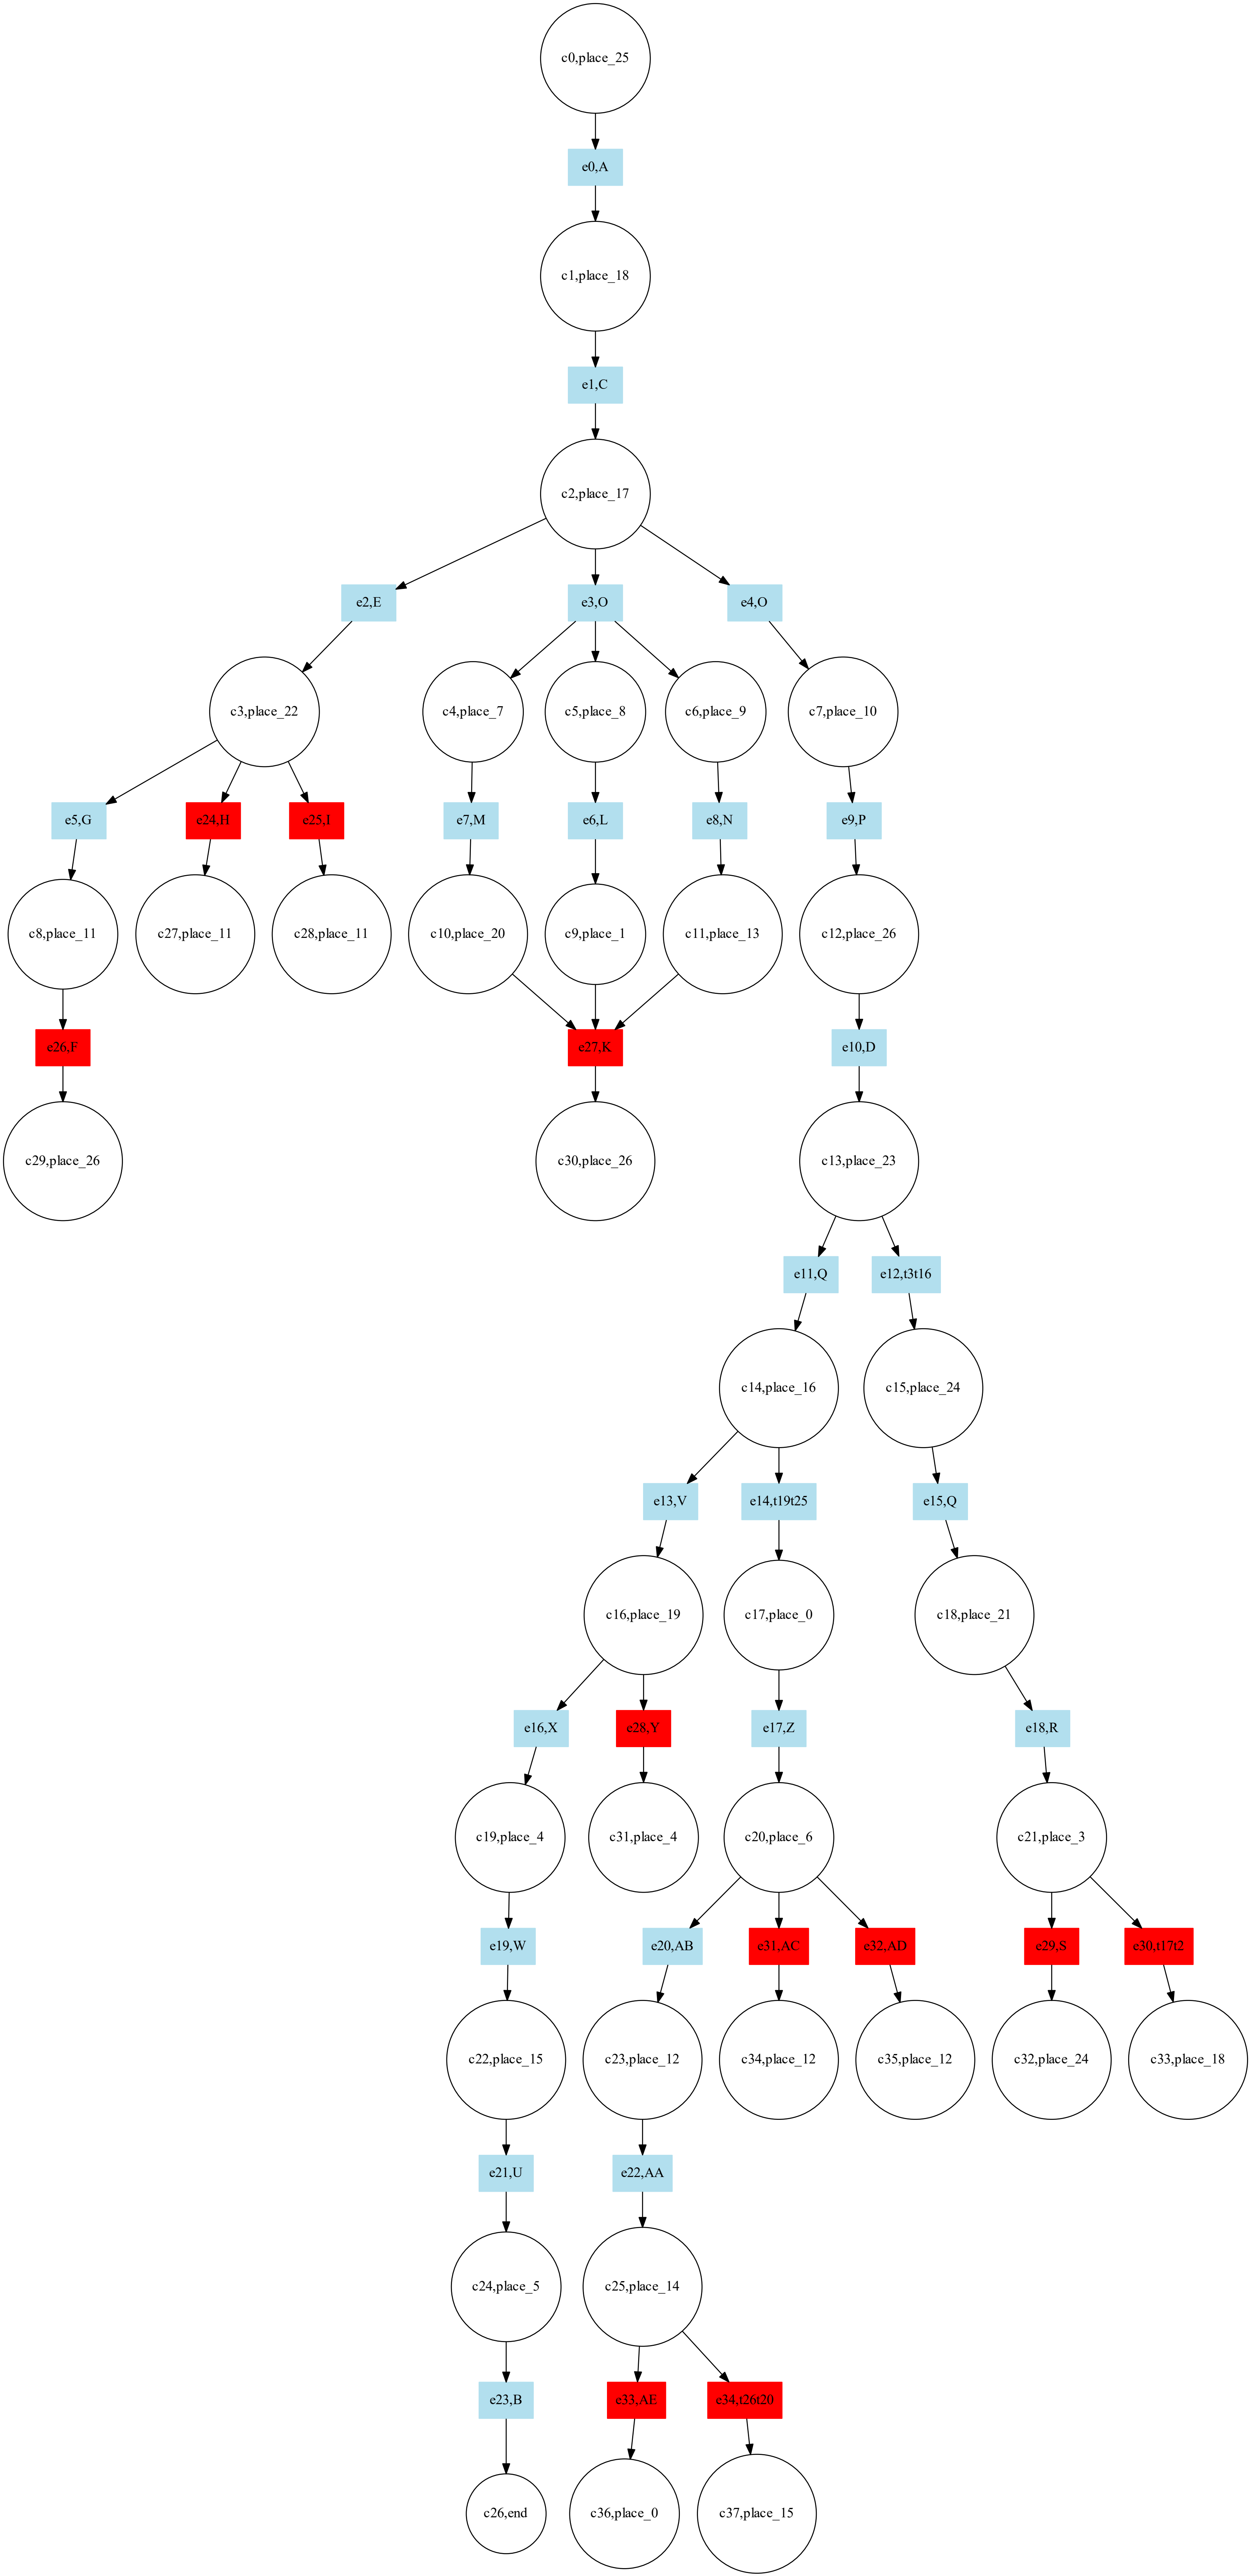 c0,place_25
e0,A
c1,place_18
e1,C
c2,place_17
e2,E
e3,O
e4,O
c3,place_22
c4,place_7
c5,place_8
c6,place_9
c7,place_10
e5,G
e24,H
e25,I
e7,M
e6,L
e8,N
e9,P
c8,place_11
c27,place_11
c28,place_11
c10,place_20
c9,place_1
c11,place_13
c12,place_26
e26,F
e27,K
e10,D
c29,place_26
c30,place_26
c13,place_23
e11,Q
e12,t3t16
c14,place_16
c15,place_24
e13,V
e14,t19t25
e15,Q
c16,place_19
c17,place_0
c18,place_21
e16,X
e28,Y
e17,Z
e18,R
c19,place_4
c31,place_4
c20,place_6
c21,place_3
e19,W
e20,AB
e31,AC
e32,AD
e29,S
e30,t17t2
c22,place_15
c23,place_12
c34,place_12
c35,place_12
c32,place_24
c33,place_18
e21,U
e22,AA
c24,place_5
c25,place_14
e23,B
e33,AE
e34,t26t20
c26,end
c36,place_0
c37,place_15